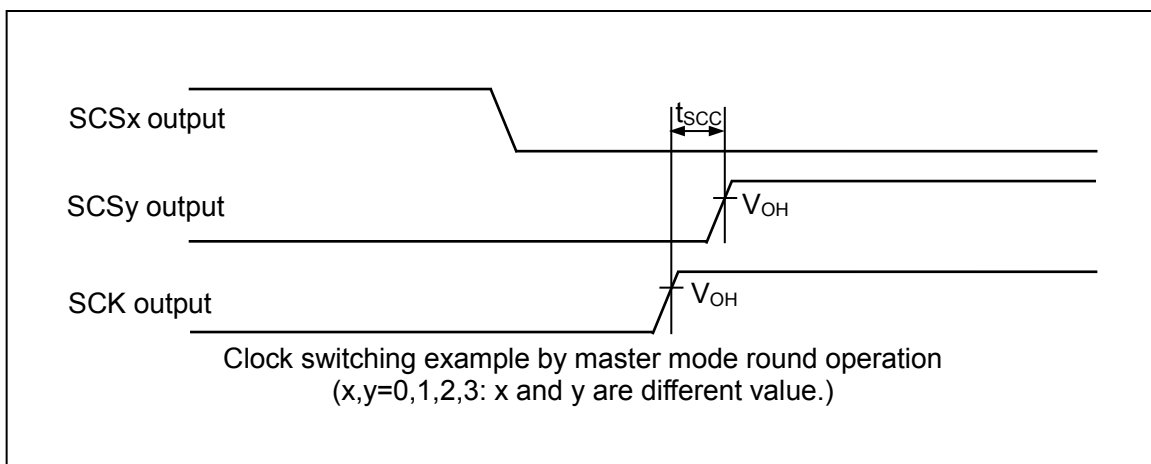 SCSx output
tSCC
SCSy output
VOH
SCK output
VOH
Clock switching example by master mode round operation
(x,y=0,1,2,3: x and y are different value.)